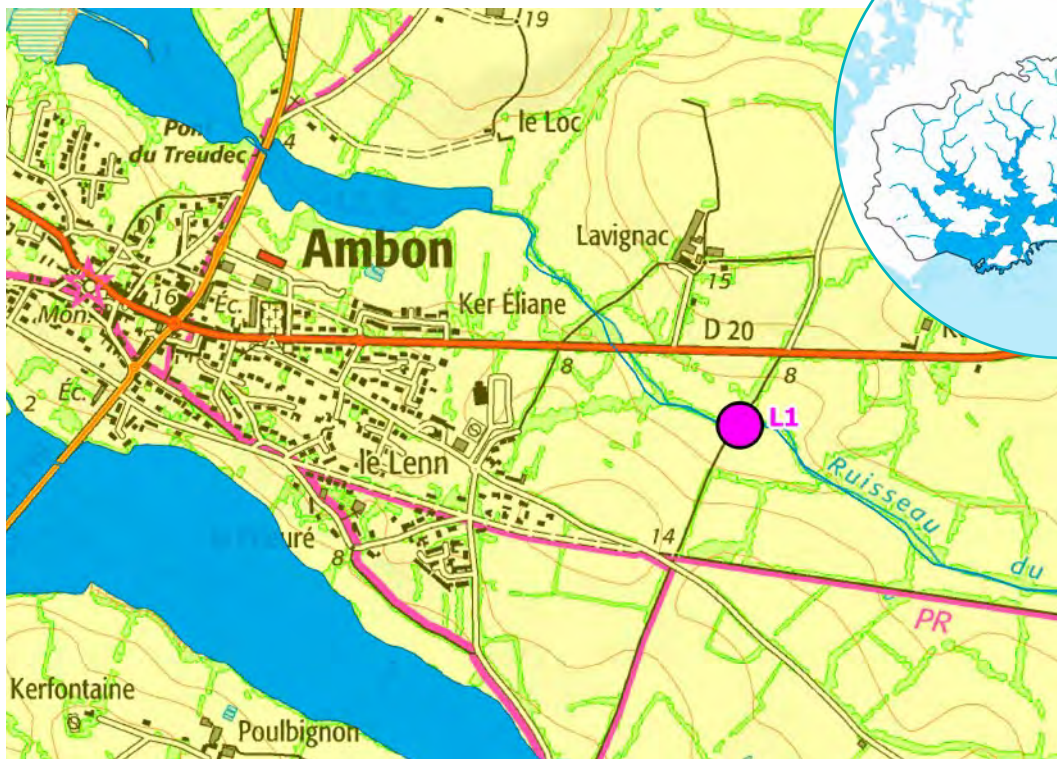 19
le Loc
Pont
du Treudec
4
Ambon
Lavignac
15
Éc.
16
Mon.
Ker Éliane
D 20
8
8
Éc.
2
L1
le Lenn
Ruisseau
du
14
8
PR
Kerfontaine
Poulbignon